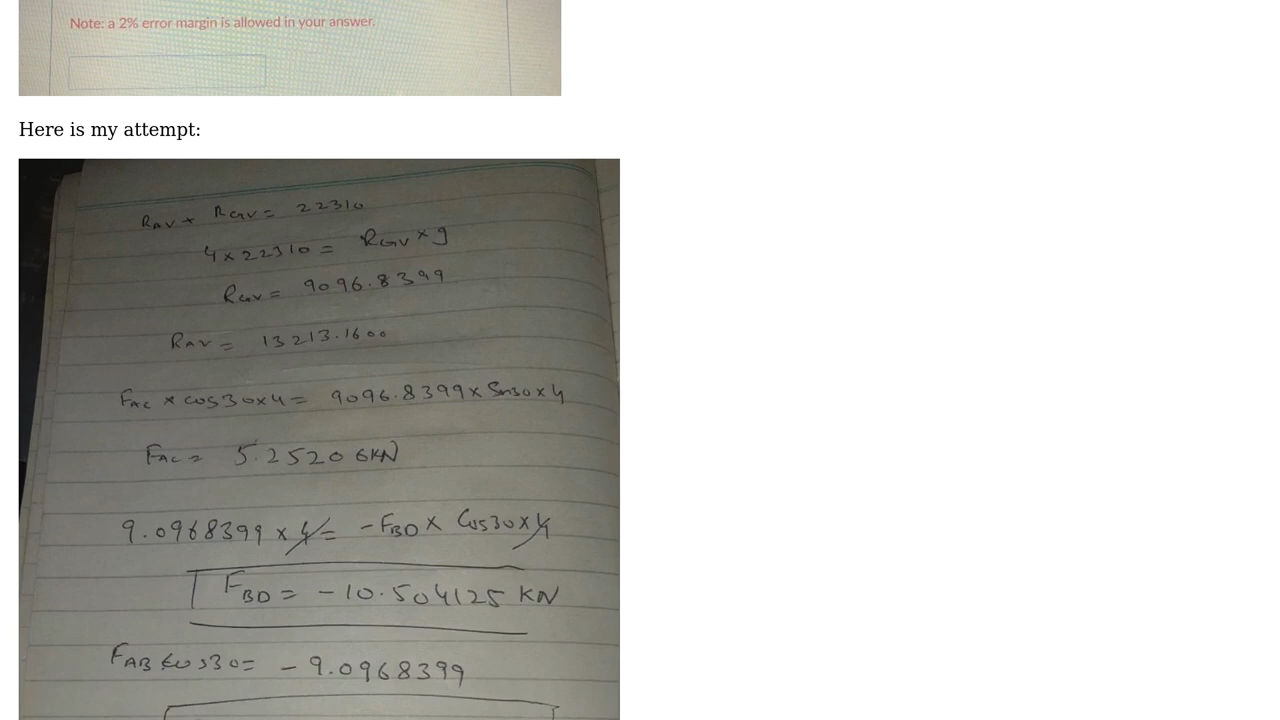 Note: a 2% error margin is allowed in your answer.
Here is my attempt:
RAV + RGV = 22310
4 × 22310 = RGV × 9
RGV = 9096.8399
RAV = 13213.1600
FAC × cos30×4 = 9096.8399 × Sin30×4
FAC = 5.25206KN
9.0968399 × 4 = -FBD × Cos30×4
FBD = -10.504125 KN
FAB cos30 = -9.0968399